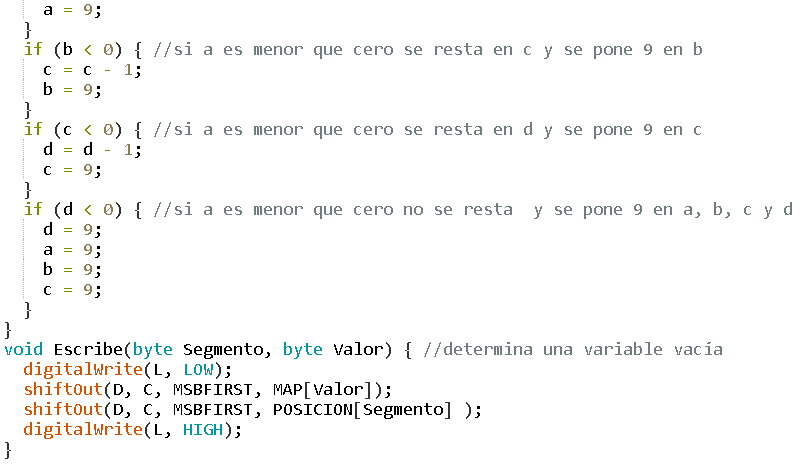 a = 9;
  }
  if (b < 0) { //si a es menor que cero se resta en c y se pone 9 en b
    c = c - 1;
    b = 9;
  }
  if (c < 0) { //si a es menor que cero se resta en d y se pone 9 en c
    d = d - 1;
    c = 9;
  }
  if (d < 0) { //si a es menor que cero no se resta  y se pone 9 en a, b, c y d
    d = 9;
    a = 9;
    b = 9;
    c = 9;
  }
}
void Escribe(byte Segmento, byte Valor) { //determina una variable vacía
  digitalWrite(L, LOW);
  shiftOut(D, C, MSBFIRST, MAP[Valor]);
  shiftOut(D, C, MSBFIRST, POSICION[Segmento] );
  digitalWrite(L, HIGH);
}